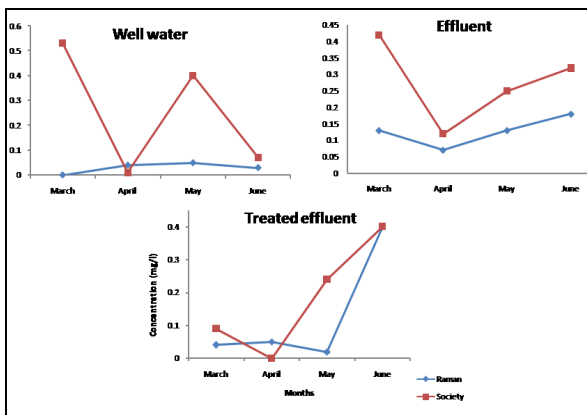 Well water
0.6
0.5
0.4
0.3
0.2
0.1
0
March April May June
Effluent
0.45
0.4
0.35
0.3
0.25
0.2
0.15
0.1
0.05
0
March April May June
Treated effluent
Concentration (mg/l)
0.4
0.3
0.2
0.1
0
March April May June
Months
Raman
Society